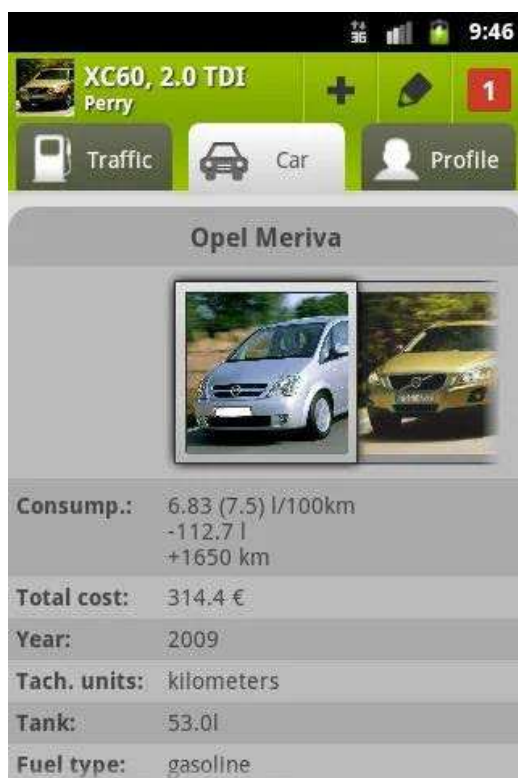 3G 9:46
XC60, 2.0 TDI
Perry
1
Traffic Car Profile
Opel Meriva
Consump.: 6.83 (7.5) l/100km
-112.7 l
+1650 km
Total cost: 314.4 €
Year: 2009
Tach. units: kilometers
Tank: 53.0l
Fuel type: gasoline